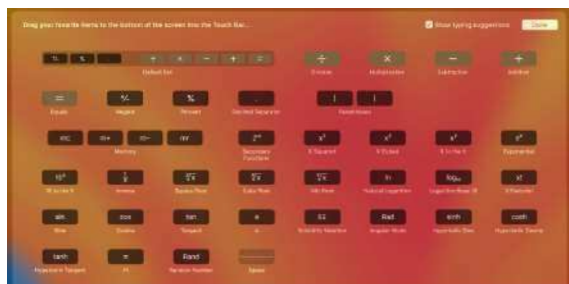 Drag your favorite items to the bottom of the screen into the Touch Bar...
Show typing suggestions
Done
% + × − + =
Default Set
÷ × − +
Division Multiplication Subtraction Addition
= +/- % . ( )
Equals Negate Percent Decimal Separator Parentheses
mc m+ m- mr 2ⁿᵈ x² x³ xʸ eˣ
Memory Secondary Functions X Squared X Cubed X to the Y Exponential
10ˣ 1/x ²√x ³√x ʸ√x ln log₁₀ x!
10 to the X Inverse Square Root Cube Root Nth Root Natural Logarithm Logarithm Base 10 X Factorial
sin cos tan e EE Rad sinh cosh
Sine Cosine Tangent e Scientific Notation Angular Mode Hyperbolic Sine Hyperbolic Cosine
tanh π Rand
Hyperbolic Tangent Pi Random Number Space